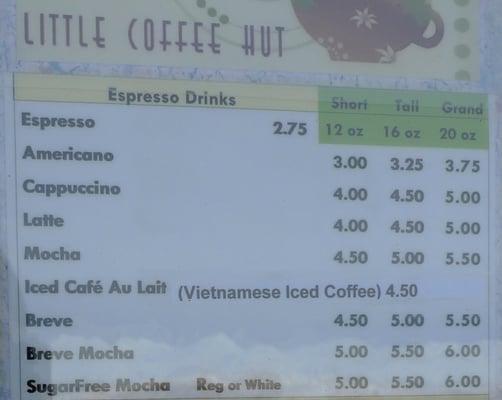 LITTLE COFFEE HUT
Espresso Drinks Short Tall Grand
Espresso 2.75 12 oz 16 oz 20 oz
Americano 3.00 3.25 3.75
Cappuccino 4.00 4.50 5.00
Latte 4.00 4.50 5.00
Mocha 4.50 5.00 5.50
Iced Café Au Lait (Vietnamese Iced Coffee) 4.50
Breve 4.50 5.00 5.50
Breve Mocha 5.00 5.50 6.00
SugarFree Mocha Reg or White 5.00 5.50 6.00